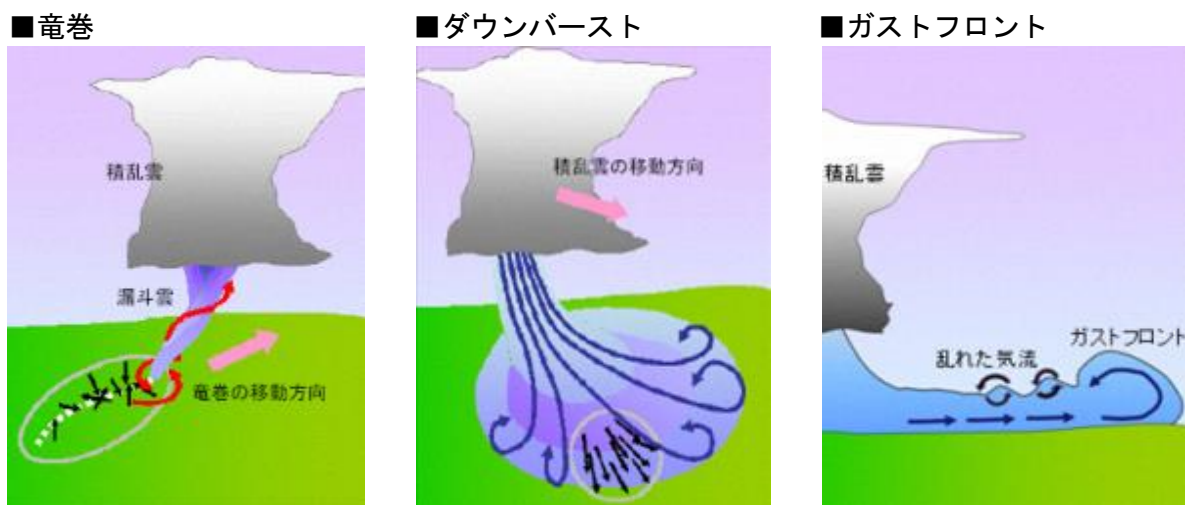 ■竜巻
積乱雲
漏斗雲
竜巻の移動方向
■ダウンバースト
積乱雲の移動方向
■ガストフロント
積乱雲
ガストフロント
乱れた気流